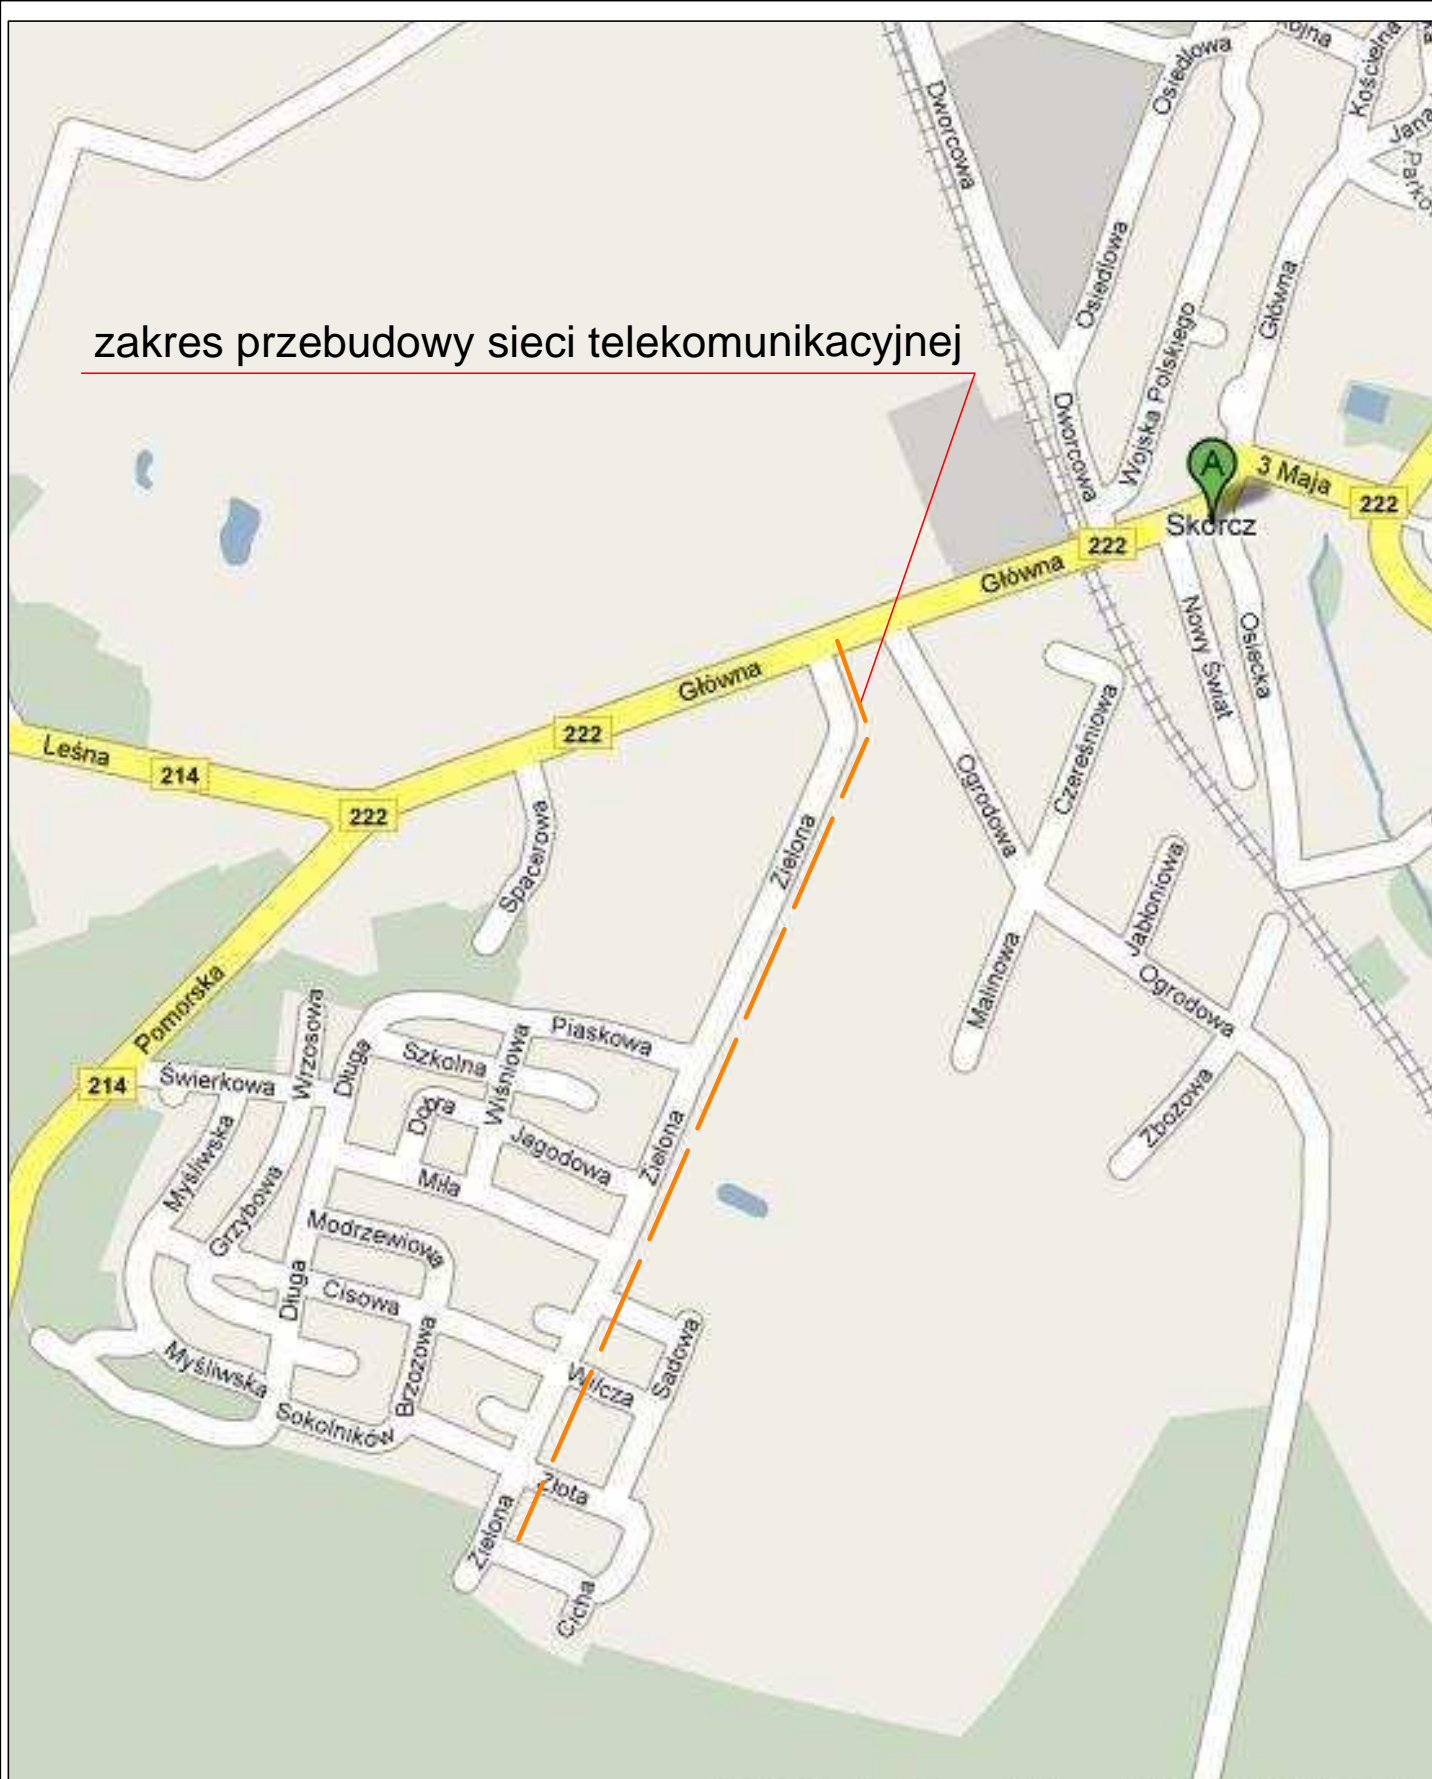 Osiedlowa
Kościelna
Dworcowa
Osiedlowa
Jana
Osiedlowa
Główna
zakres przebudowy sieci telekomunikacyjnej
Wojska Polskiego
Dworcowa
A
3 Maja
222
Skórcz
222
Główna
Nowy Świat
Osiecka
Główna
222
Leśna
214
222
Czereśniowa
Ogrodowa
Spacerowa
Zielona
Jabłoniowa
Malinowa
Ogrodowa
Pomorska
Wrzosowa
Długa
Piaskowa
Szkolna
Wiśniowa
214
Świerkowa
Dobra
Zbożowa
Myśliwska
Jagodowa
Zielona
Miła
Grzybowa
Modrzewiowa
Długa
Cisowa
Brzozowa
Sadowa
Myśliwska
Wilcza
Sokolników
Złota
Zielona
Cicha